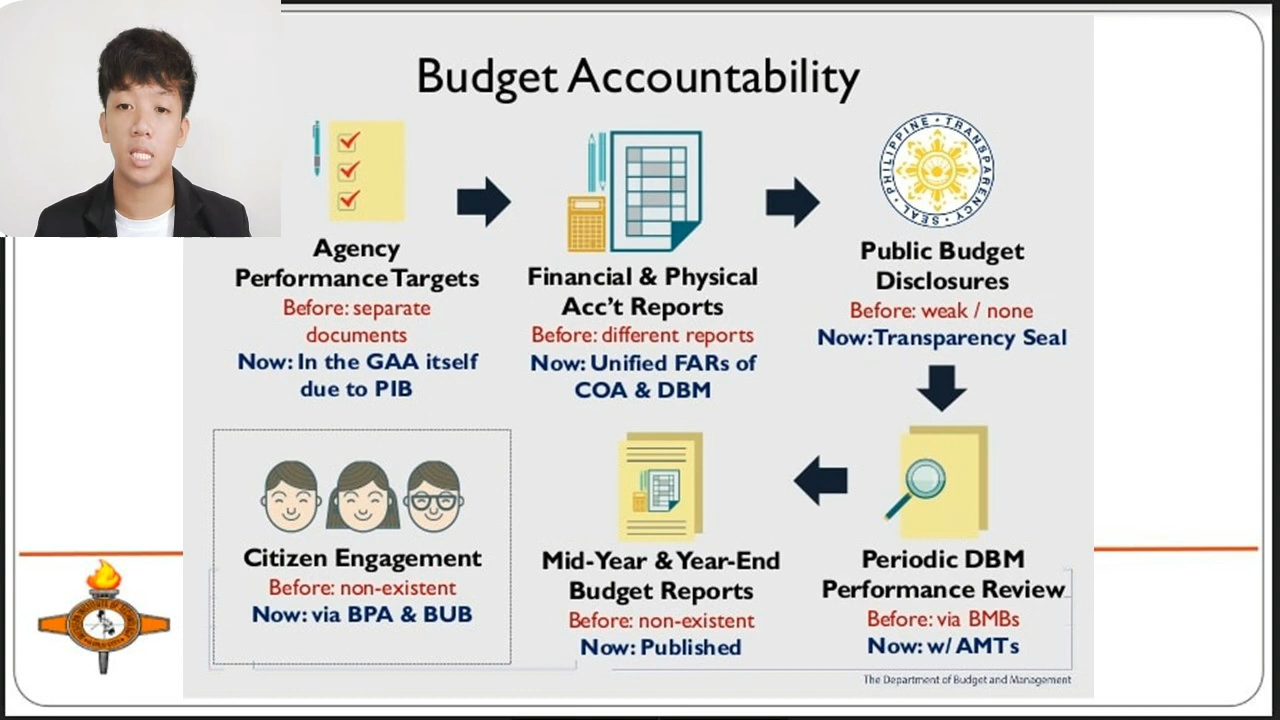 Budget Accountability
PHILIPPINE • TRANSPARENCY • SEAL •
Agency
Performance Targets
Before: separate
documents
Now: In the GAA itself
due to PIB
Financial & Physical
Acc't Reports
Before: different reports
Now: Unified FARs of
COA & DBM
Public Budget
Disclosures
Before: weak / none
Now: Transparency Seal
Citizen Engagement
Before: non-existent
Now: via BPA & BUB
Mid-Year & Year-End
Budget Reports
Before: non-existent
Now: Published
Periodic DBM
Performance Review
Before: via BMBs
Now: w/ AMTs
The Department of Budget and Management